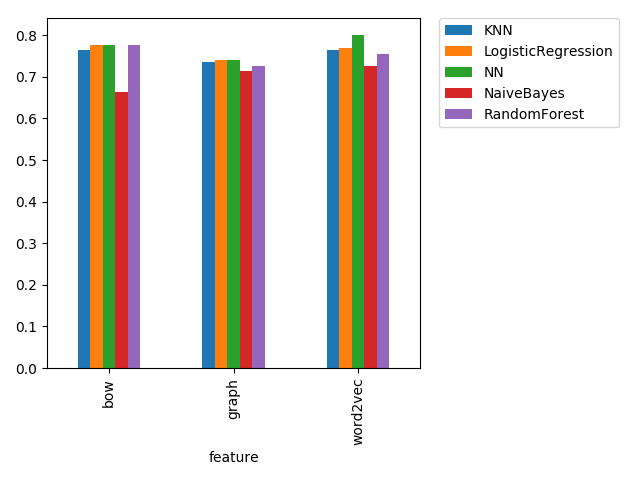 0.8
0.7
0.6
0.5
0.4
0.3
0.2
0.1
0.0
bow
graph
word2vec
feature
KNN
LogisticRegression
NN
NaiveBayes
RandomForest